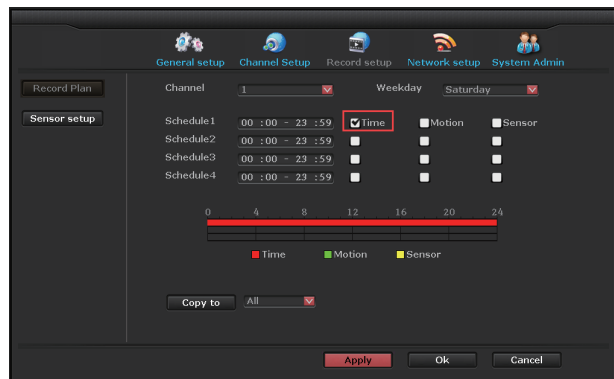 General setup Channel Setup Record setup Network setup System Admin
Record Plan
Sensor setup
Channel 1 Weekday Saturday
Schedule1 00 :00 - 23 :59 Time Motion Sensor
Schedule2 00 :00 - 23 :59
Schedule3 00 :00 - 23 :59
Schedule4 00 :00 - 23 :59
0 4 8 12 16 20 24
Time Motion Sensor
Copy to All
Apply Ok Cancel